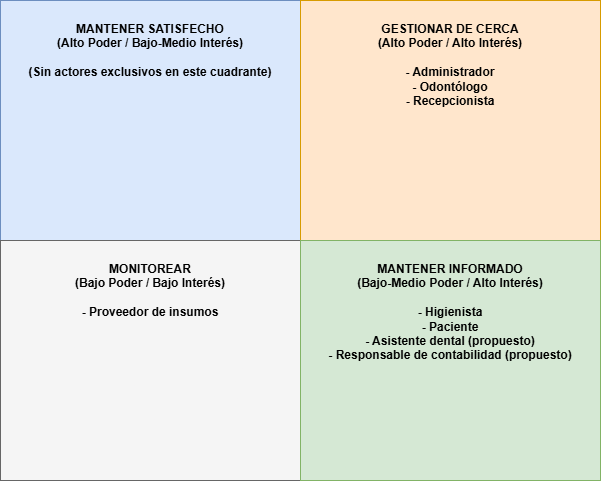 MANTENER SATISFECHO
(Alto Poder / Bajo-Medio Interés)
(Sin actores exclusivos en este cuadrante)
GESTIONAR DE CERCA
(Alto Poder / Alto Interés)
- Administrador
- Odontólogo
- Recepcionista
MONITOREAR
(Bajo Poder / Bajo Interés)
- Proveedor de insumos
MANTENER INFORMADO
(Bajo-Medio Poder / Alto Interés)
- Higienista
- Paciente
- Asistente dental (propuesto)
- Responsable de contabilidad (propuesto)